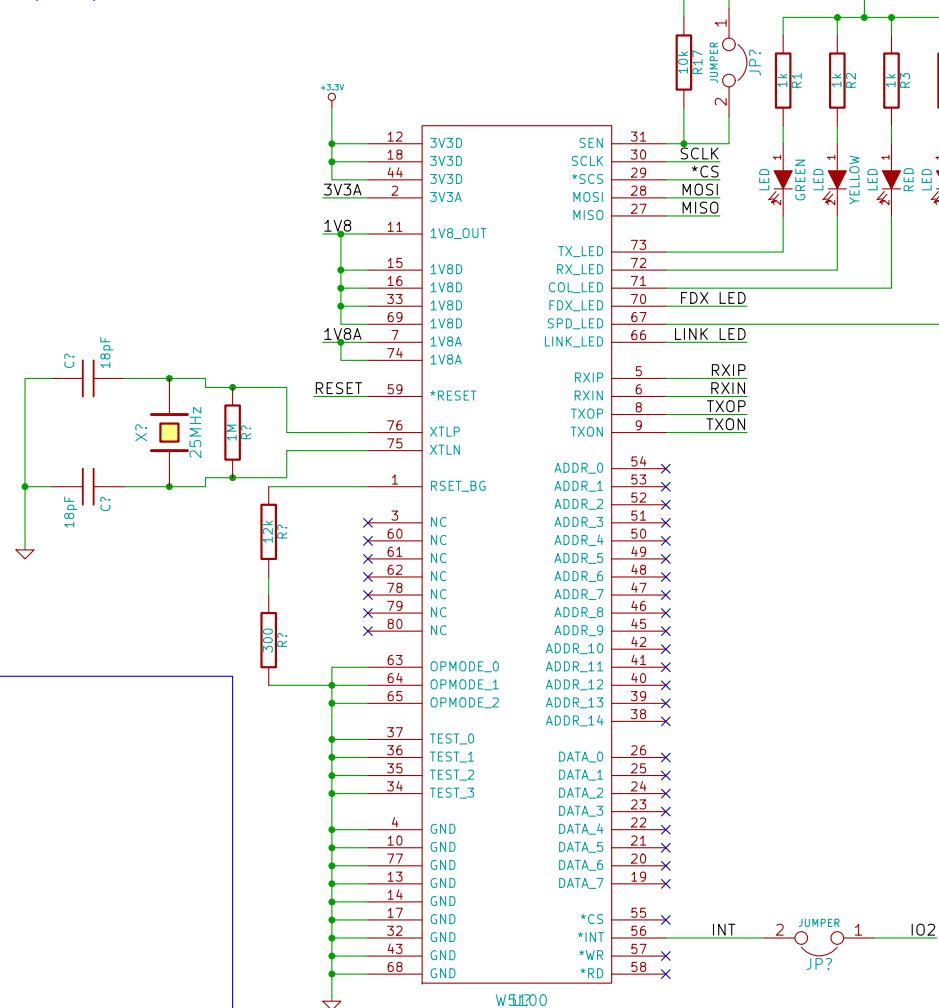 1
10k
R17
JUMPER
JP?
2
1k
R1
1k
R2
1k
R3
+3.3V
LED
1
2
GREEN
LED
1
2
YELLOW
LED
1
2
RED
LED
12 3V3D
18 3V3D
44 3V3D
3V3A 2 3V3A
1V8 11 1V8_OUT
15 1V8D
16 1V8D
33 1V8D
69 1V8D
1V8A 7 1V8A
74 1V8A
RESET 59 *RESET
76 XTLP
75 XTLN
1 RSET_BG
3 NC
60 NC
61 NC
62 NC
78 NC
79 NC
80 NC
63 OPMODE_0
64 OPMODE_1
65 OPMODE_2
37 TEST_0
36 TEST_1
35 TEST_2
34 TEST_3
4 GND
10 GND
77 GND
13 GND
14 GND
17 GND
32 GND
43 GND
68 GND
C?
18pF
X?
25MHz
1M
R?
18pF
C?
12k
R?
300
R?
SEN 31
SCLK 30 SCLK
*SCS 29 *CS
MOSI 28 MOSI
MISO 27 MISO
TX_LED 73
RX_LED 72
COL_LED 71
FDX_LED 70 FDX LED
SPD_LED 67
LINK_LED 66 LINK LED
RXIP 5 RXIP
RXIN 6 RXIN
TXOP 8 TXOP
TXON 9 TXON
ADDR_0 54
ADDR_1 53
ADDR_2 52
ADDR_3 51
ADDR_4 50
ADDR_5 49
ADDR_6 48
ADDR_7 47
ADDR_8 46
ADDR_9 45
ADDR_10 42
ADDR_11 41
ADDR_12 40
ADDR_13 39
ADDR_14 38
DATA_0 26
DATA_1 25
DATA_2 24
DATA_3 23
DATA_4 22
DATA_5 21
DATA_6 20
DATA_7 19
*CS 55
*INT 56 INT
*WR 57
*RD 58
JUMPER
2 1 IO2
JP?
W5100
U?